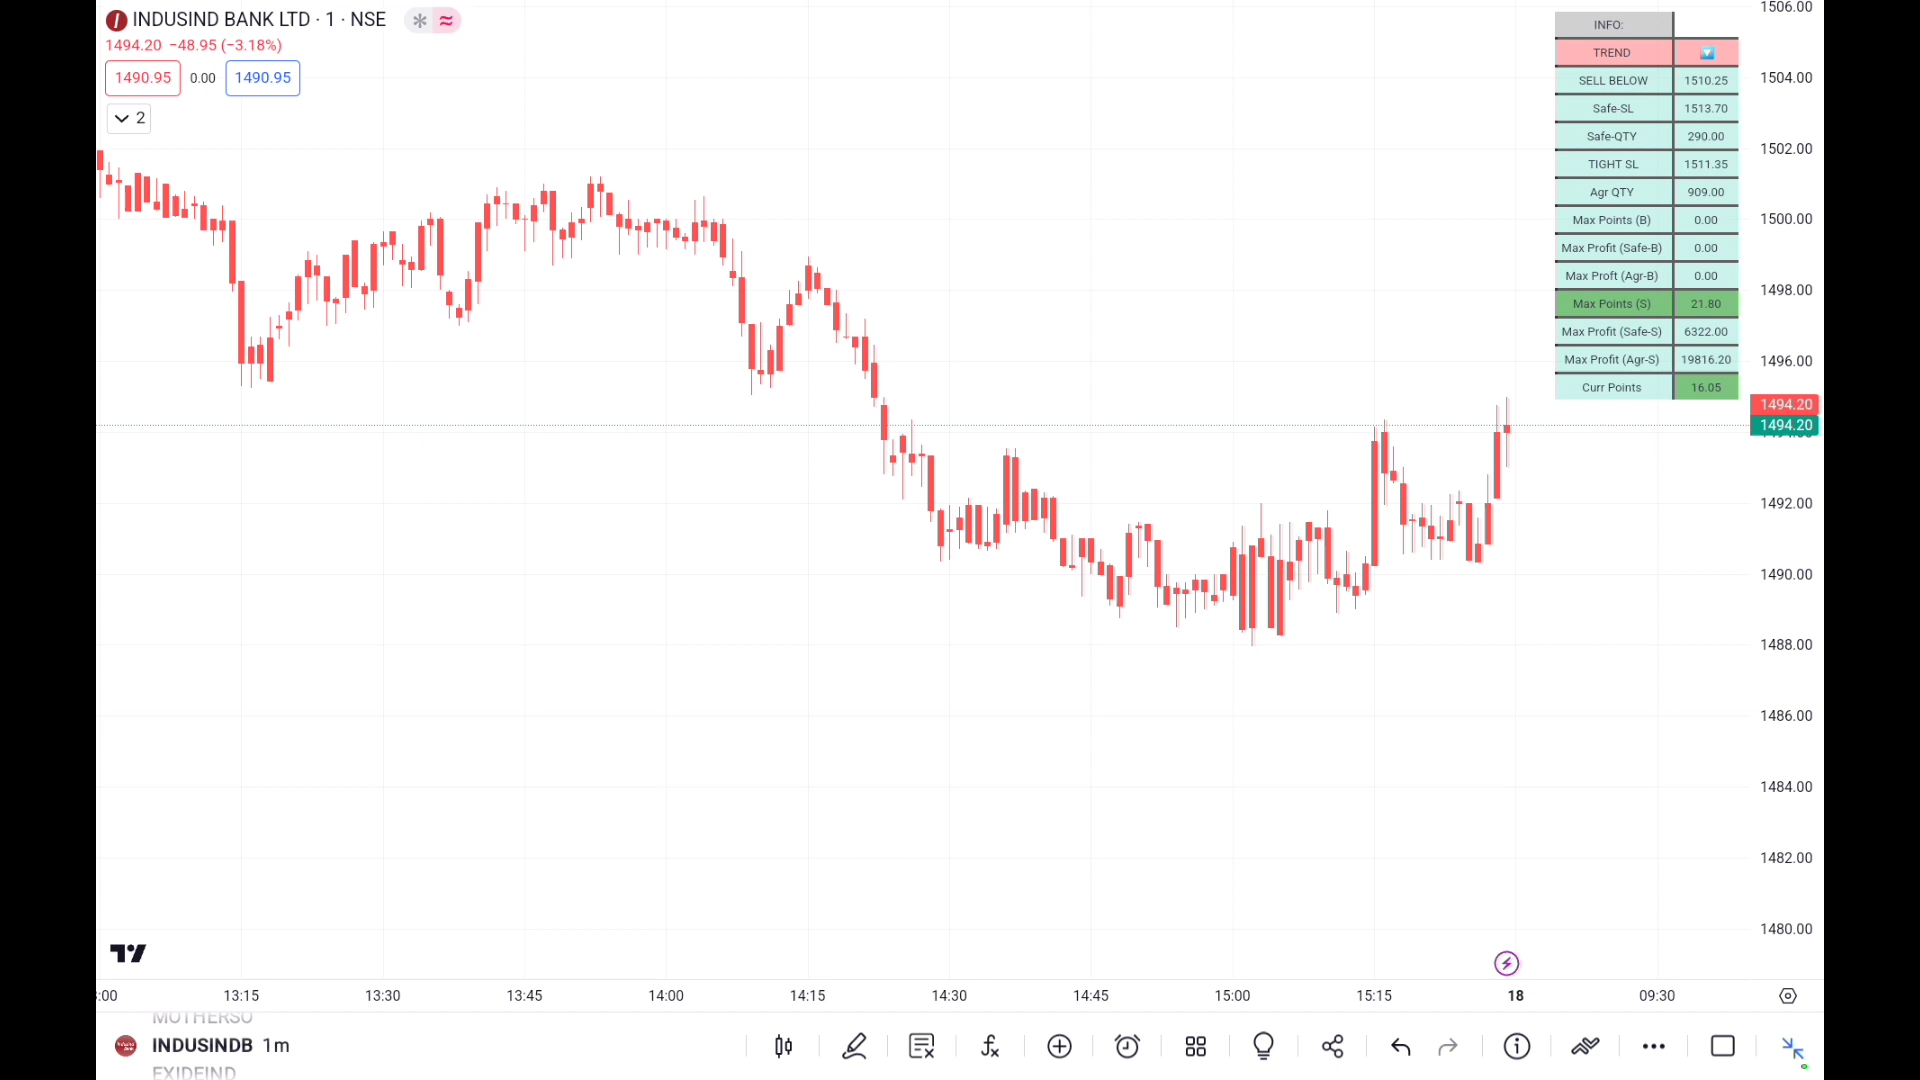 INDUSIND BANK LTD · 1 · NSE
1494.20 −48.95 (−3.18%)
1490.95 0.00 1490.95
2
INFO:
TREND
SELL BELOW 1510.25
Safe-SL 1513.70
Safe-QTY 290.00
TIGHT SL 1511.35
Agr QTY 909.00
Max Points (B) 0.00
Max Profit (Safe-B) 0.00
Max Proft (Agr-B) 0.00
Max Points (S) 21.80
Max Profit (Safe-S) 6322.00
Max Profit (Agr-S) 19816.20
Curr Points 16.05
1506.00
1504.00
1502.00
1500.00
1498.00
1496.00
1494.20
1494.20
1492.00
1490.00
1488.00
1486.00
1484.00
1482.00
1480.00
:00 13:15 13:30 13:45 14:00 14:15 14:30 14:45 15:00 15:15 18 09:30
MOTHERSO
INDUSINDB 1m
EXIDEIND